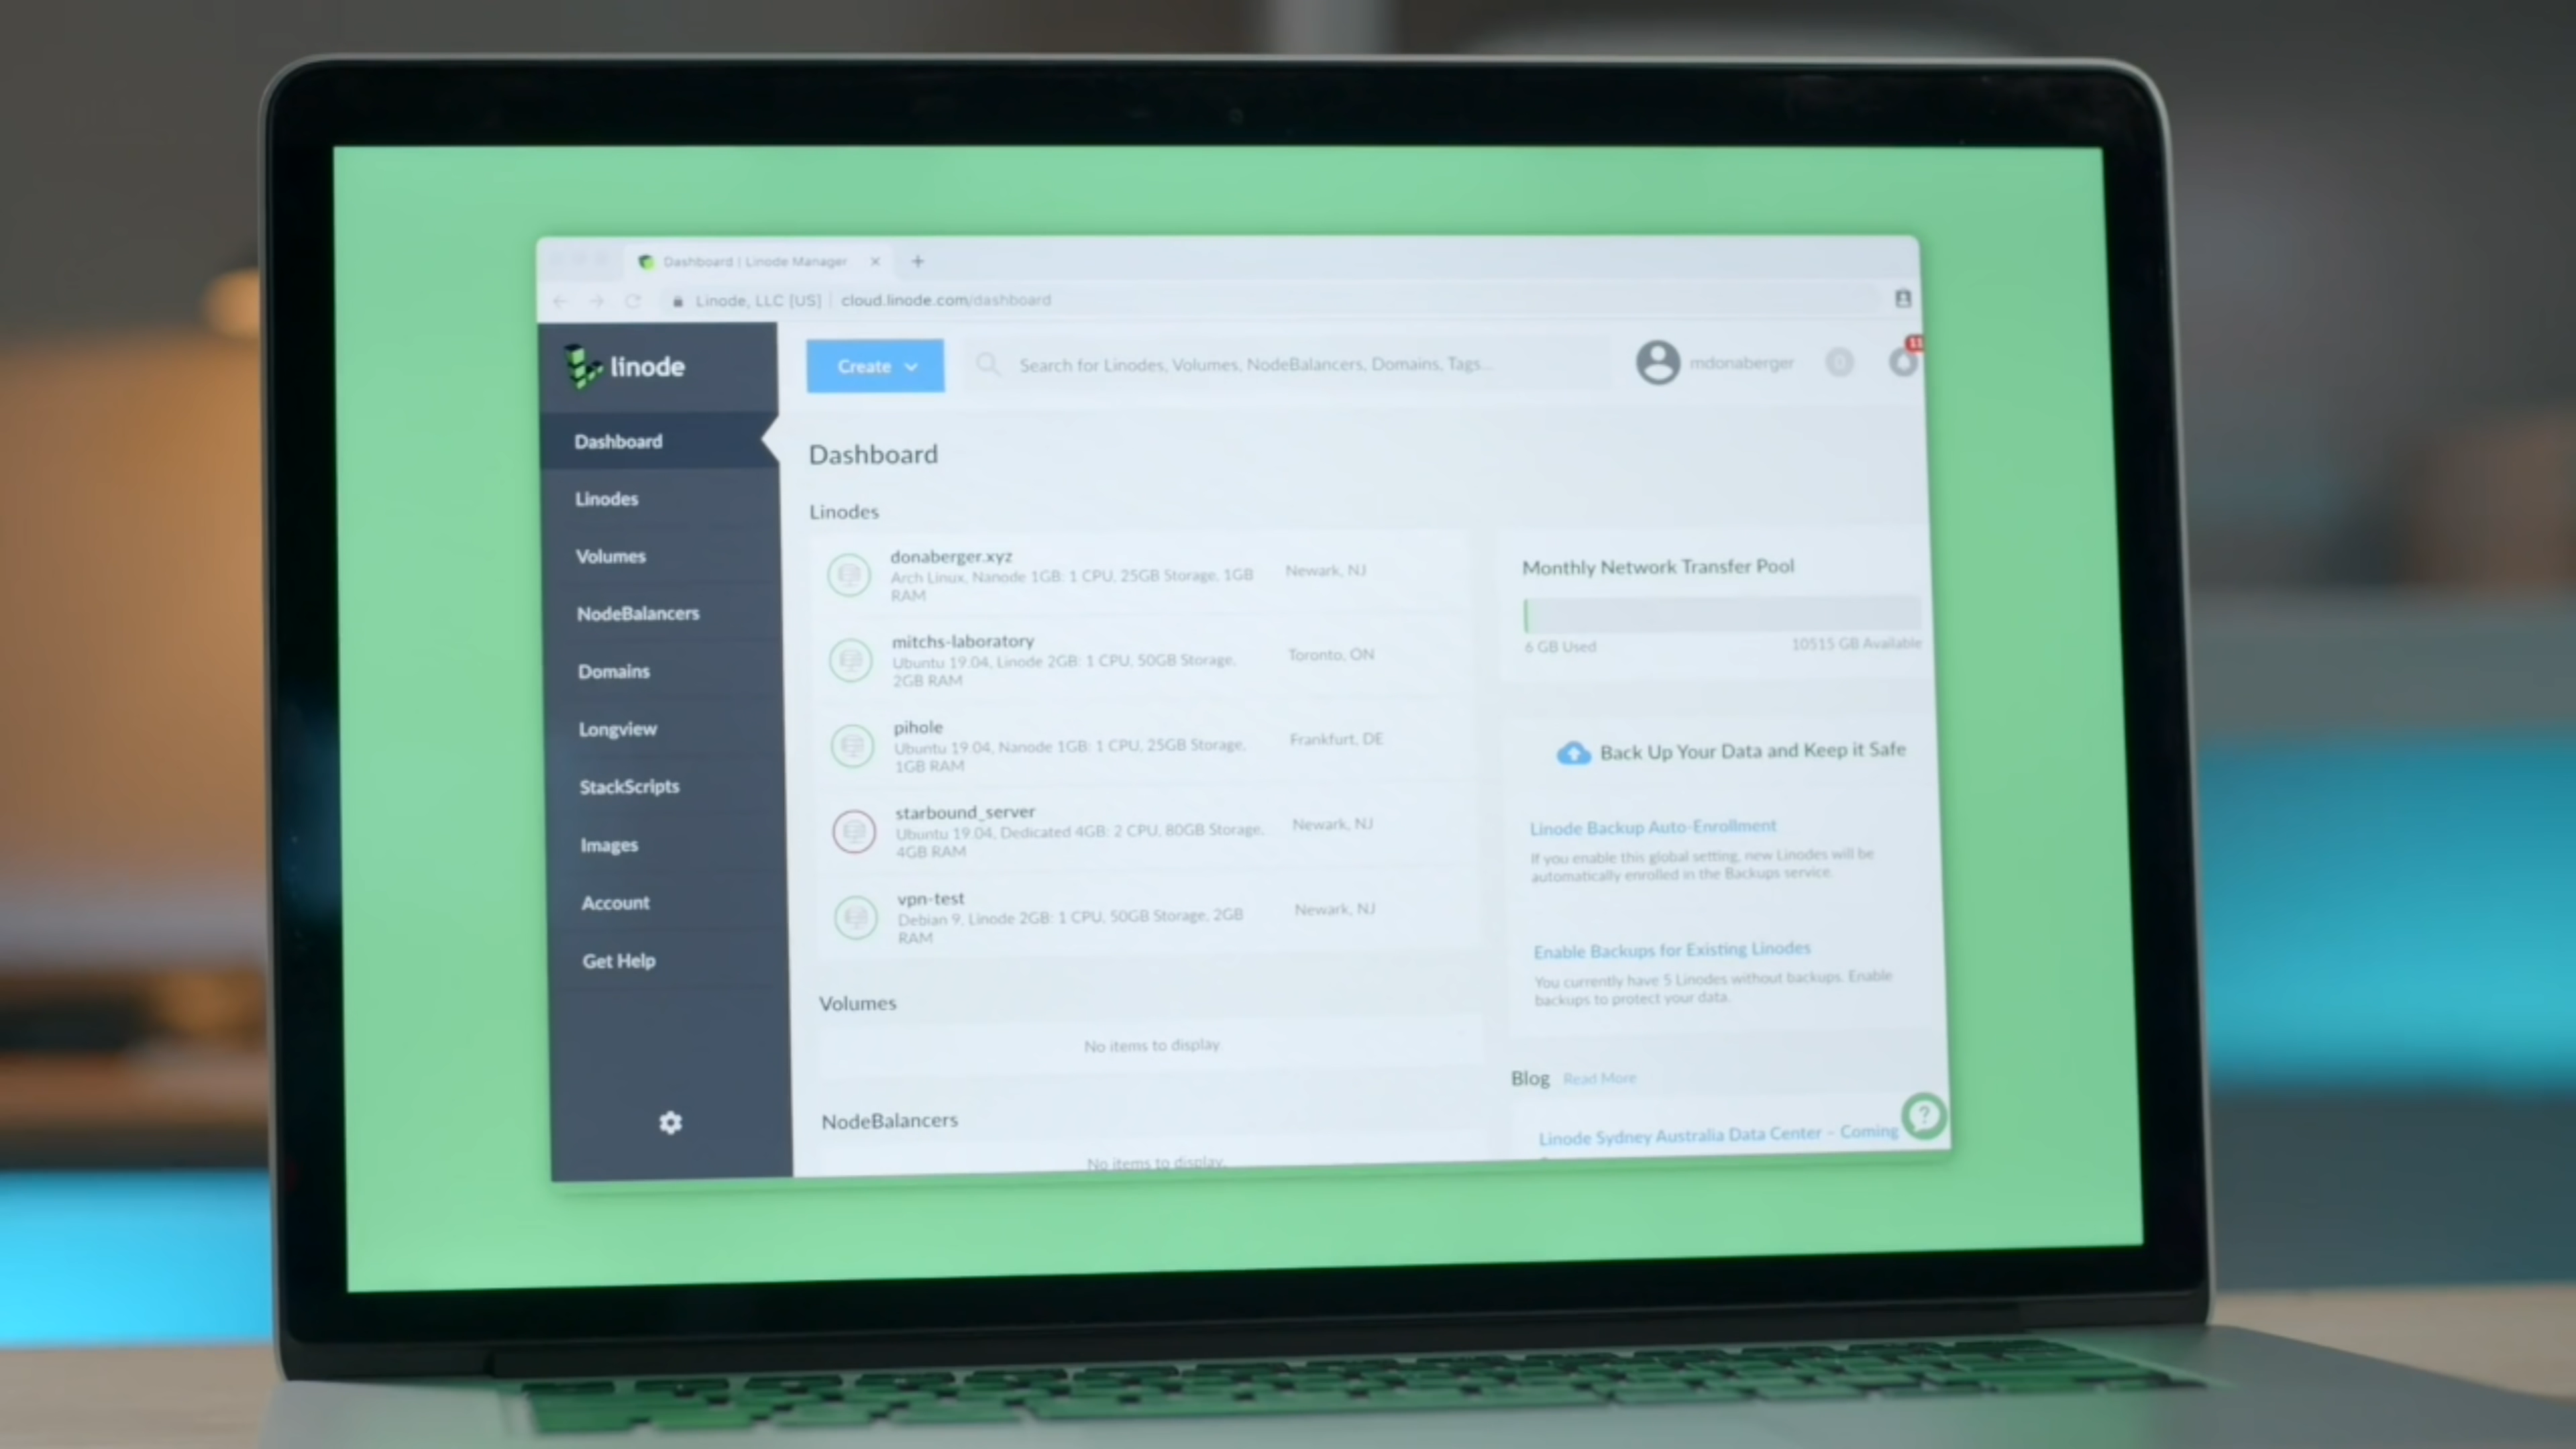 Dashboard | Linode Manager
Linode, LLC [US] | cloud.linode.com/dashboard
linode
Create
Search for Linodes, Volumes, NodeBalancers, Domains, Tags...
mdonaberger
11
Dashboard
Linodes
Volumes
NodeBalancers
Domains
Longview
StackScripts
Images
Account
Get Help
Dashboard
Linodes
donaberger.xyz
Arch Linux, Nanode 1GB: 1 CPU, 25GB Storage, 1GB
RAM
Newark, NJ
mitchs-laboratory
Ubuntu 19.04, Linode 2GB: 1 CPU, 50GB Storage,
2GB RAM
Toronto, ON
pihole
Ubuntu 19.04, Nanode 1GB: 1 CPU, 25GB Storage,
1GB RAM
Frankfurt, DE
starbound_server
Ubuntu 19.04, Dedicated 4GB: 2 CPU, 80GB Storage,
4GB RAM
Newark, NJ
vpn-test
Debian 9, Linode 2GB: 1 CPU, 50GB Storage, 2GB
RAM
Newark, NJ
Volumes
No items to display
NodeBalancers
No items to display
Monthly Network Transfer Pool
6 GB Used
10515 GB Available
Back Up Your Data and Keep it Safe
Linode Backup Auto-Enrollment
If you enable this global setting, new Linodes will be
automatically enrolled in the Backups service.
Enable Backups for Existing Linodes
You currently have 5 Linodes without backups. Enable
backups to protect your data.
Blog Read More
Linode Sydney Australia Data Center – Coming
?